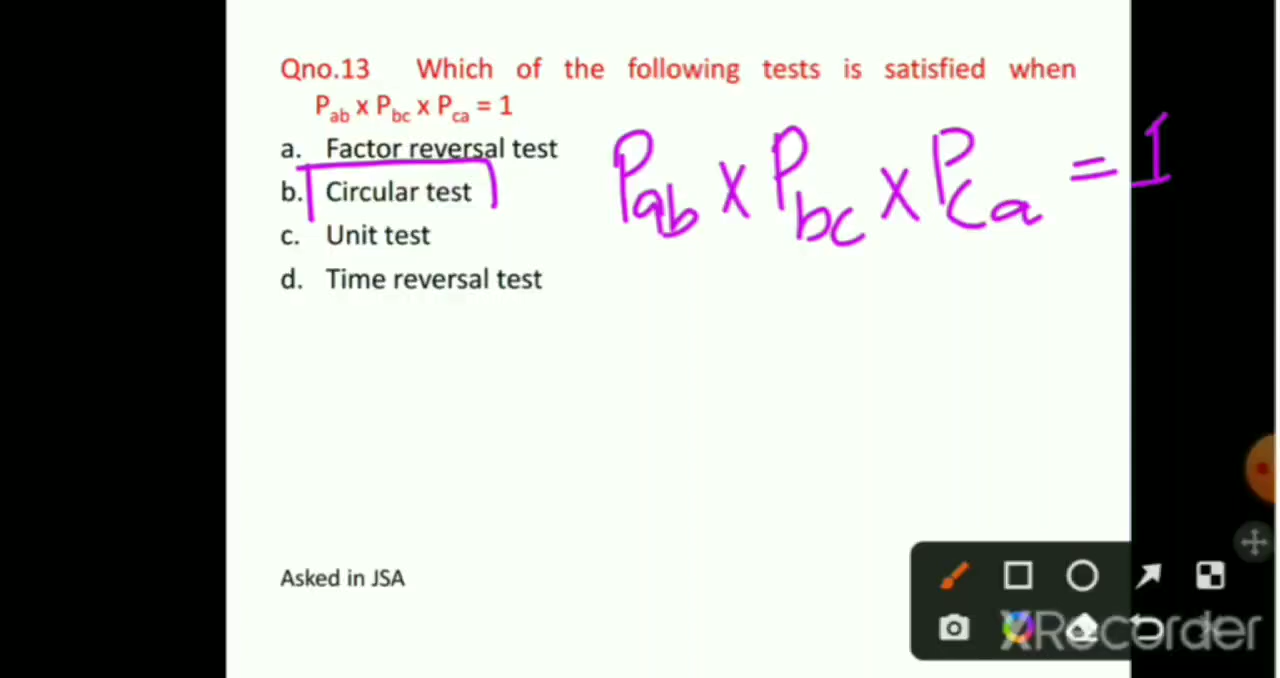 Qno.13 Which of the following tests is satisfied when
Pab x Pbc x Pca = 1
a. Factor reversal test
b. Circular test
c. Unit test
d. Time reversal test
Pab x Pbc x Pca = 1
Asked in JSA
XRecorder